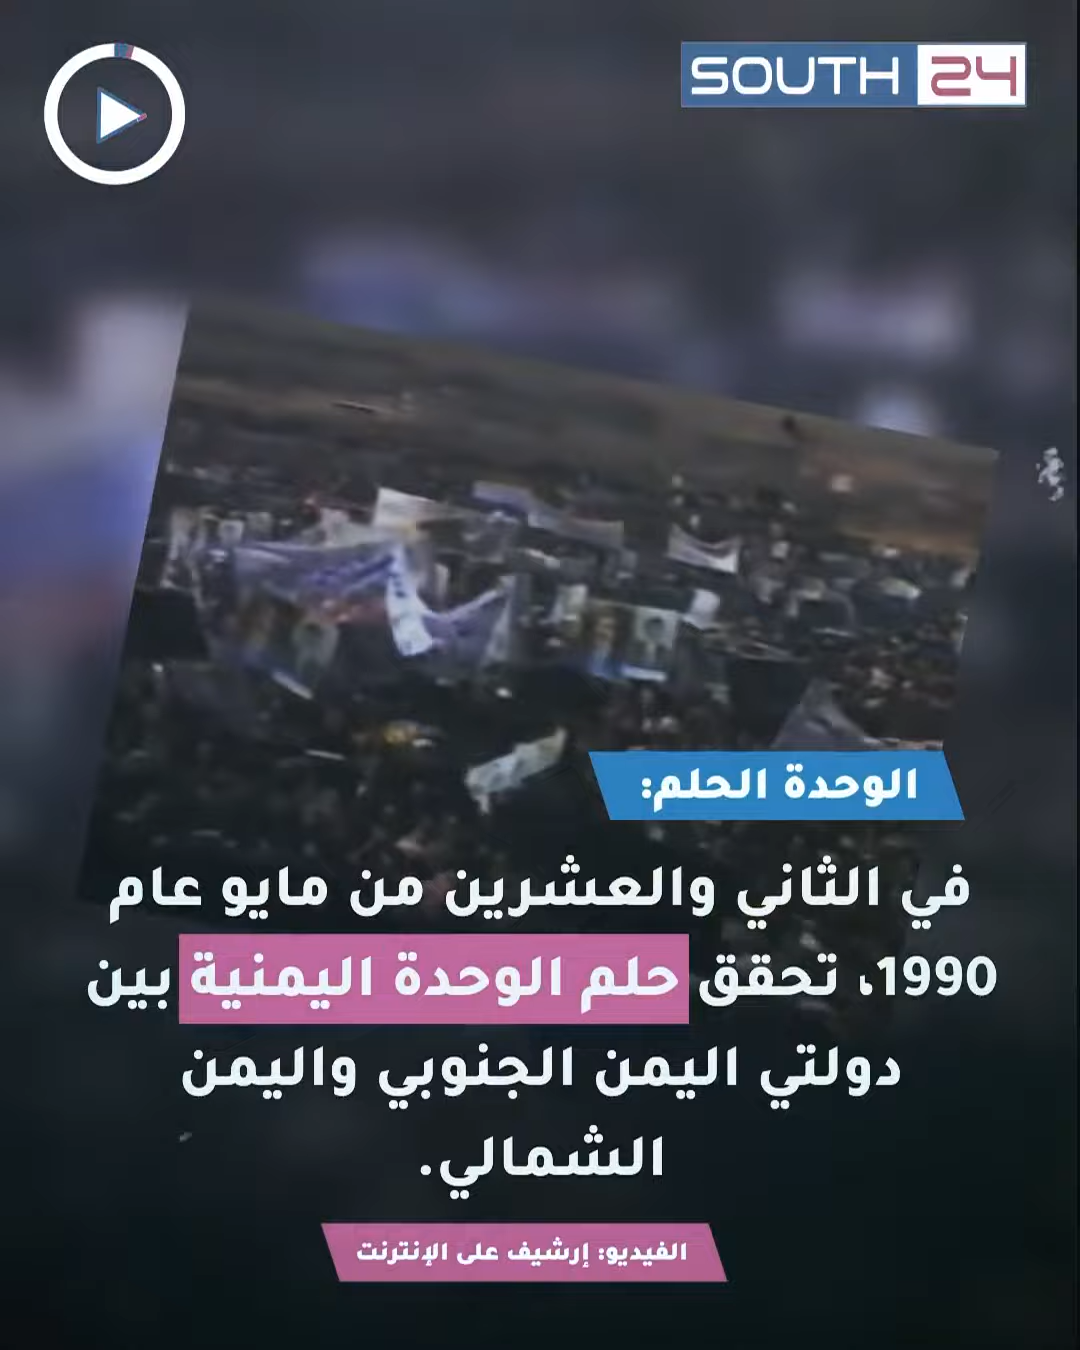 SOUTH 24
الوحدة الحلم:
في الثاني والعشرين من مايو عام
1990، تحقق حلم الوحدة اليمنية بين
دولتي اليمن الجنوبي واليمن
الشمالي.
الفيديو: إرشيف على الإنترنت